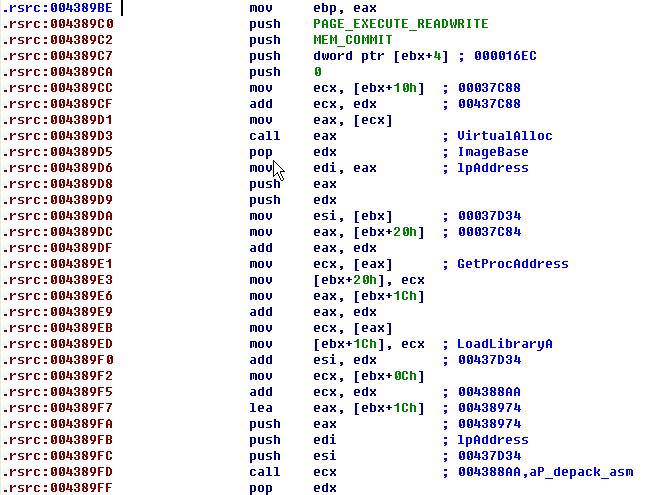 .rsrc:004389BE mov ebp, eax
.rsrc:004389C0 push PAGE_EXECUTE_READWRITE
.rsrc:004389C2 push MEM_COMMIT
.rsrc:004389C7 push dword ptr [ebx+4] ; 000016EC
.rsrc:004389CA push 0
.rsrc:004389CC mov ecx, [ebx+10h] ; 00037C88
.rsrc:004389CF add ecx, edx ; 00437C88
.rsrc:004389D1 mov eax, [ecx]
.rsrc:004389D3 call eax ; VirtualAlloc
.rsrc:004389D5 pop edx ; ImageBase
.rsrc:004389D6 mov edi, eax ; lpAddress
.rsrc:004389D8 push eax
.rsrc:004389D9 push edx
.rsrc:004389DA mov esi, [ebx] ; 00037D34
.rsrc:004389DC mov eax, [ebx+20h] ; 00037C84
.rsrc:004389DF add eax, edx
.rsrc:004389E1 mov ecx, [eax] ; GetProcAddress
.rsrc:004389E3 mov [ebx+20h], ecx
.rsrc:004389E6 mov eax, [ebx+1Ch]
.rsrc:004389E9 add eax, edx
.rsrc:004389EB mov ecx, [eax]
.rsrc:004389ED mov [ebx+1Ch], ecx ; LoadLibraryA
.rsrc:004389F0 add esi, edx ; 00437D34
.rsrc:004389F2 mov ecx, [ebx+0Ch]
.rsrc:004389F5 add ecx, edx ; 004388AA
.rsrc:004389F7 lea eax, [ebx+1Ch] ; 00438974
.rsrc:004389FA push eax ; 00438974
.rsrc:004389FB push edi ; lpAddress
.rsrc:004389FC push esi ; 00437D34
.rsrc:004389FD call ecx ; 004388AA,aP_depack_asm
.rsrc:004389FF pop edx